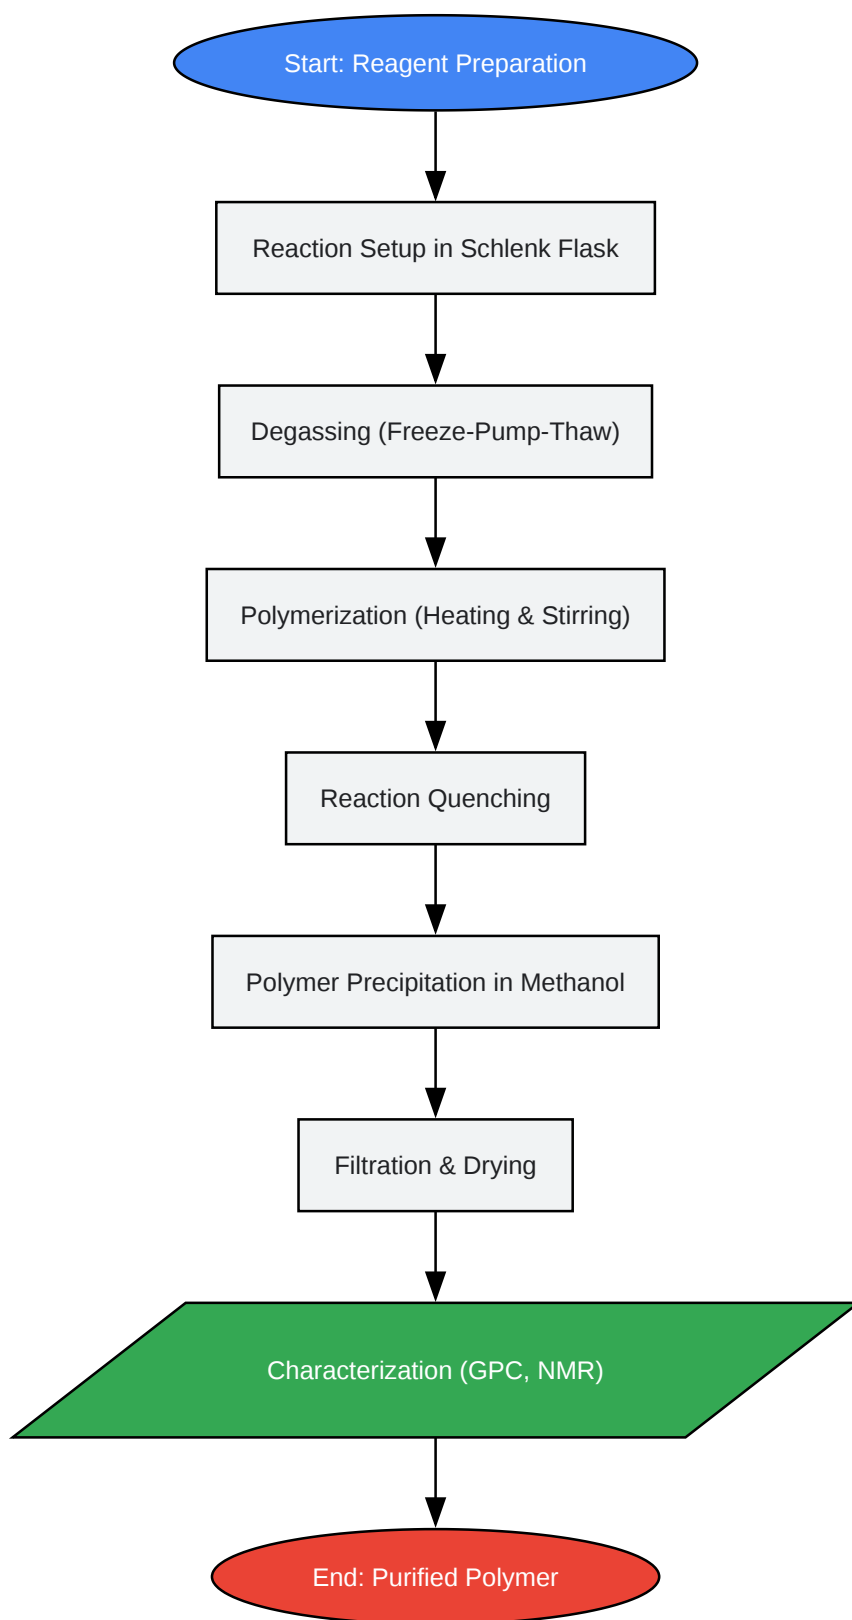 Start: Reagent Preparation
Reaction Setup in Schlenk Flask
Degassing (Freeze-Pump-Thaw)
Polymerization (Heating & Stirring)
Reaction Quenching
Polymer Precipitation in Methanol
Filtration & Drying
Characterization (GPC, NMR)
End: Purified Polymer